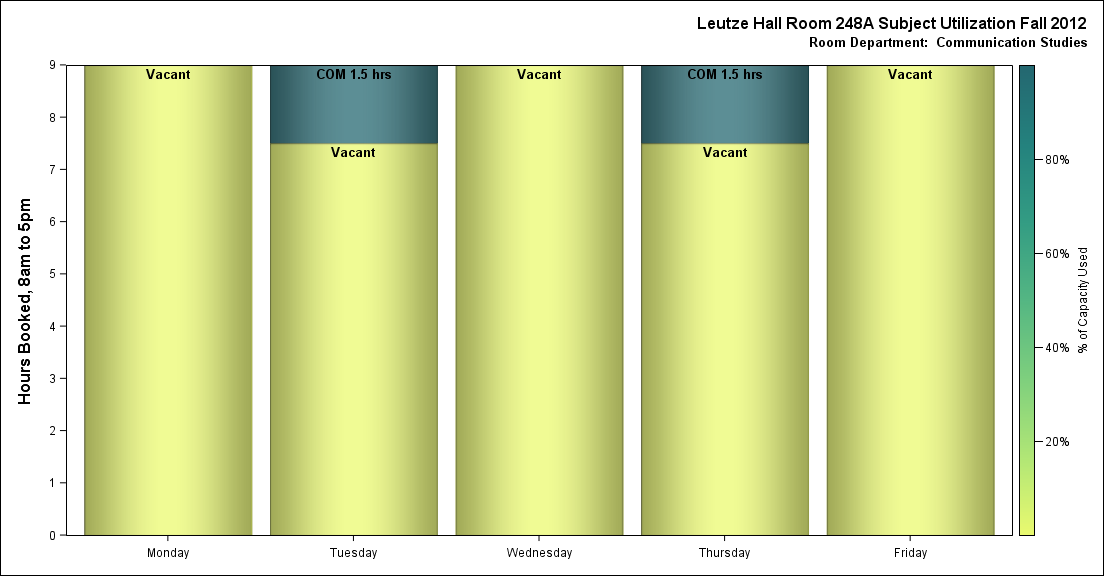 Leutze Hall Room 248A Subject Utilization Fall 2012
Room Department:  Communication Studies
Hours Booked, 8am to 5pm
9
8
7
6
5
4
3
2
1
0
Vacant
COM 1.5 hrs
Vacant
Vacant
COM 1.5 hrs
Vacant
Vacant
Monday
Tuesday
Wednesday
Thursday
Friday
80%
60%
40%
20%
% of Capacity Used